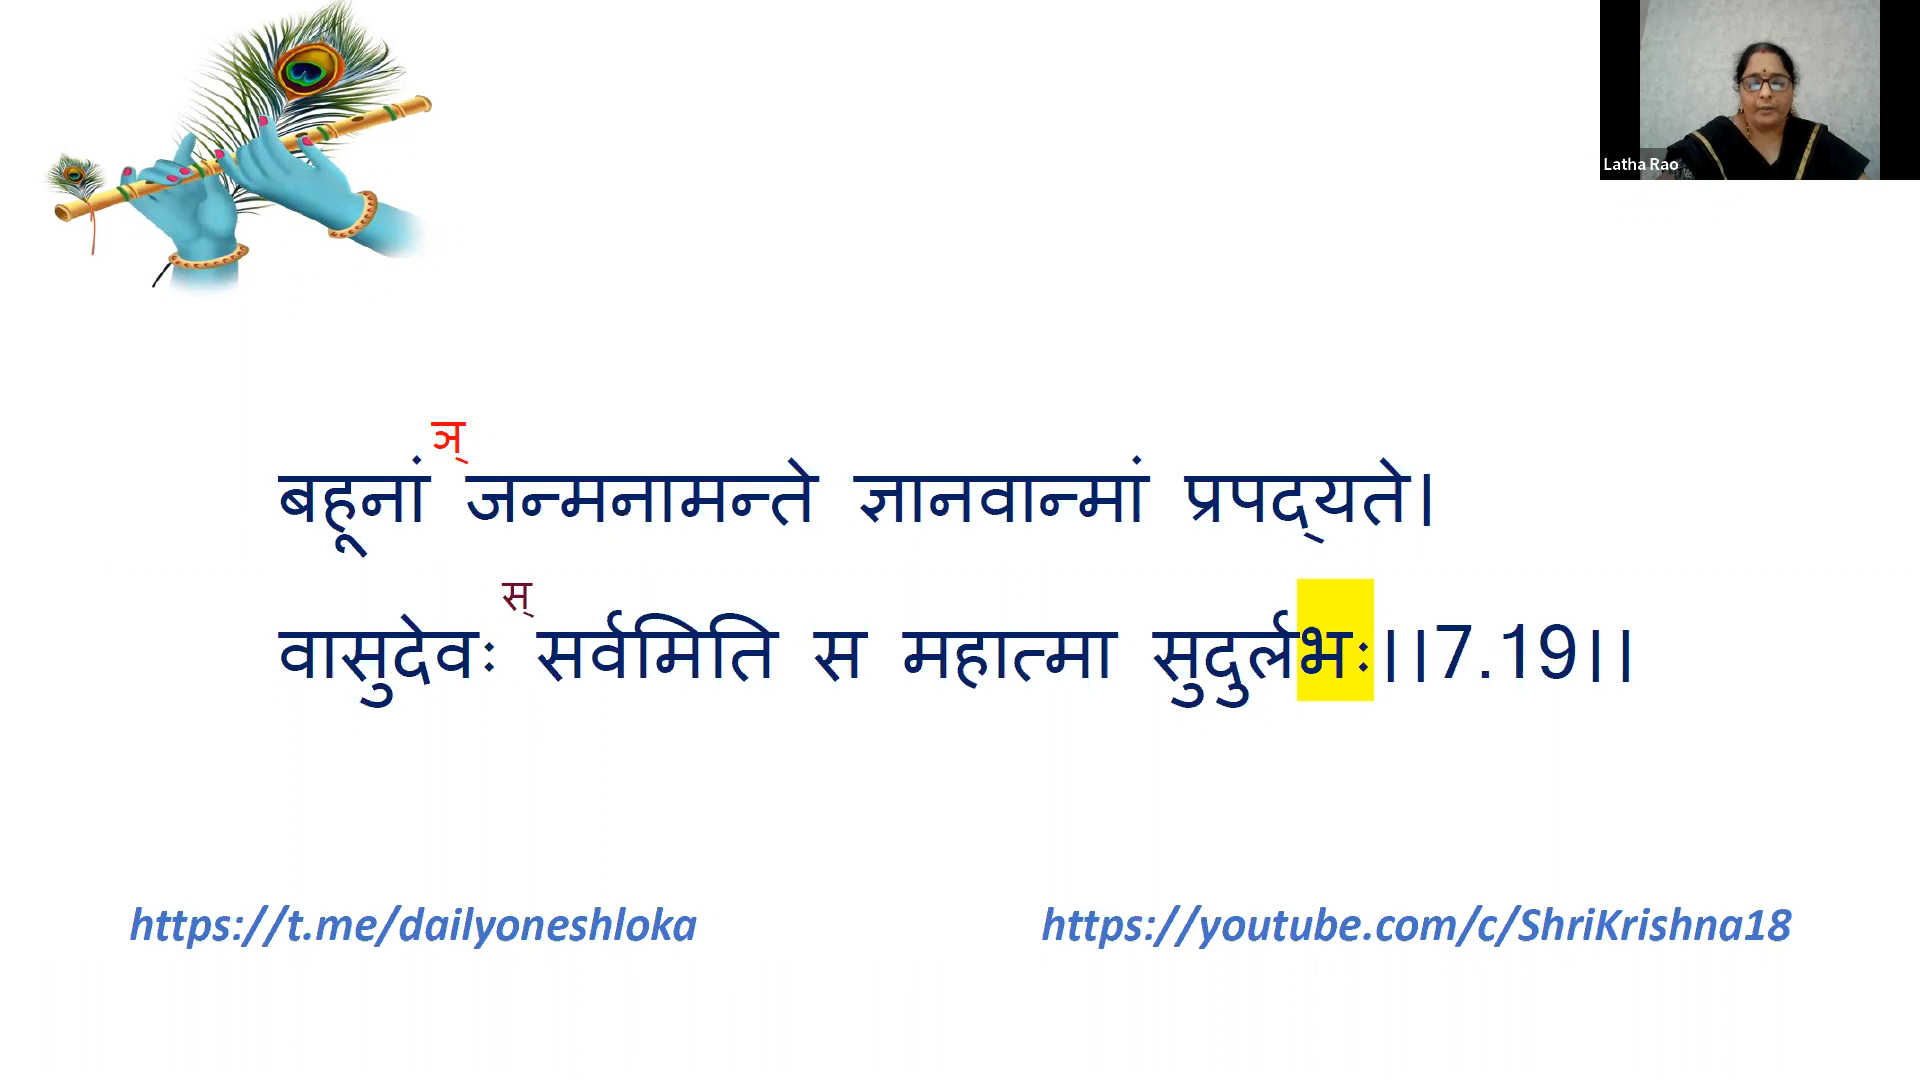 Latha Rao
ञ्
बहूनां जन्मनामन्ते ज्ञानवान्मां प्रपद्यते।
स्
वासुदेवः सर्वमिति स महात्मा सुदुर्लभः।।7.19।।
https://t.me/dailyoneshloka https://youtube.com/c/ShriKrishna18